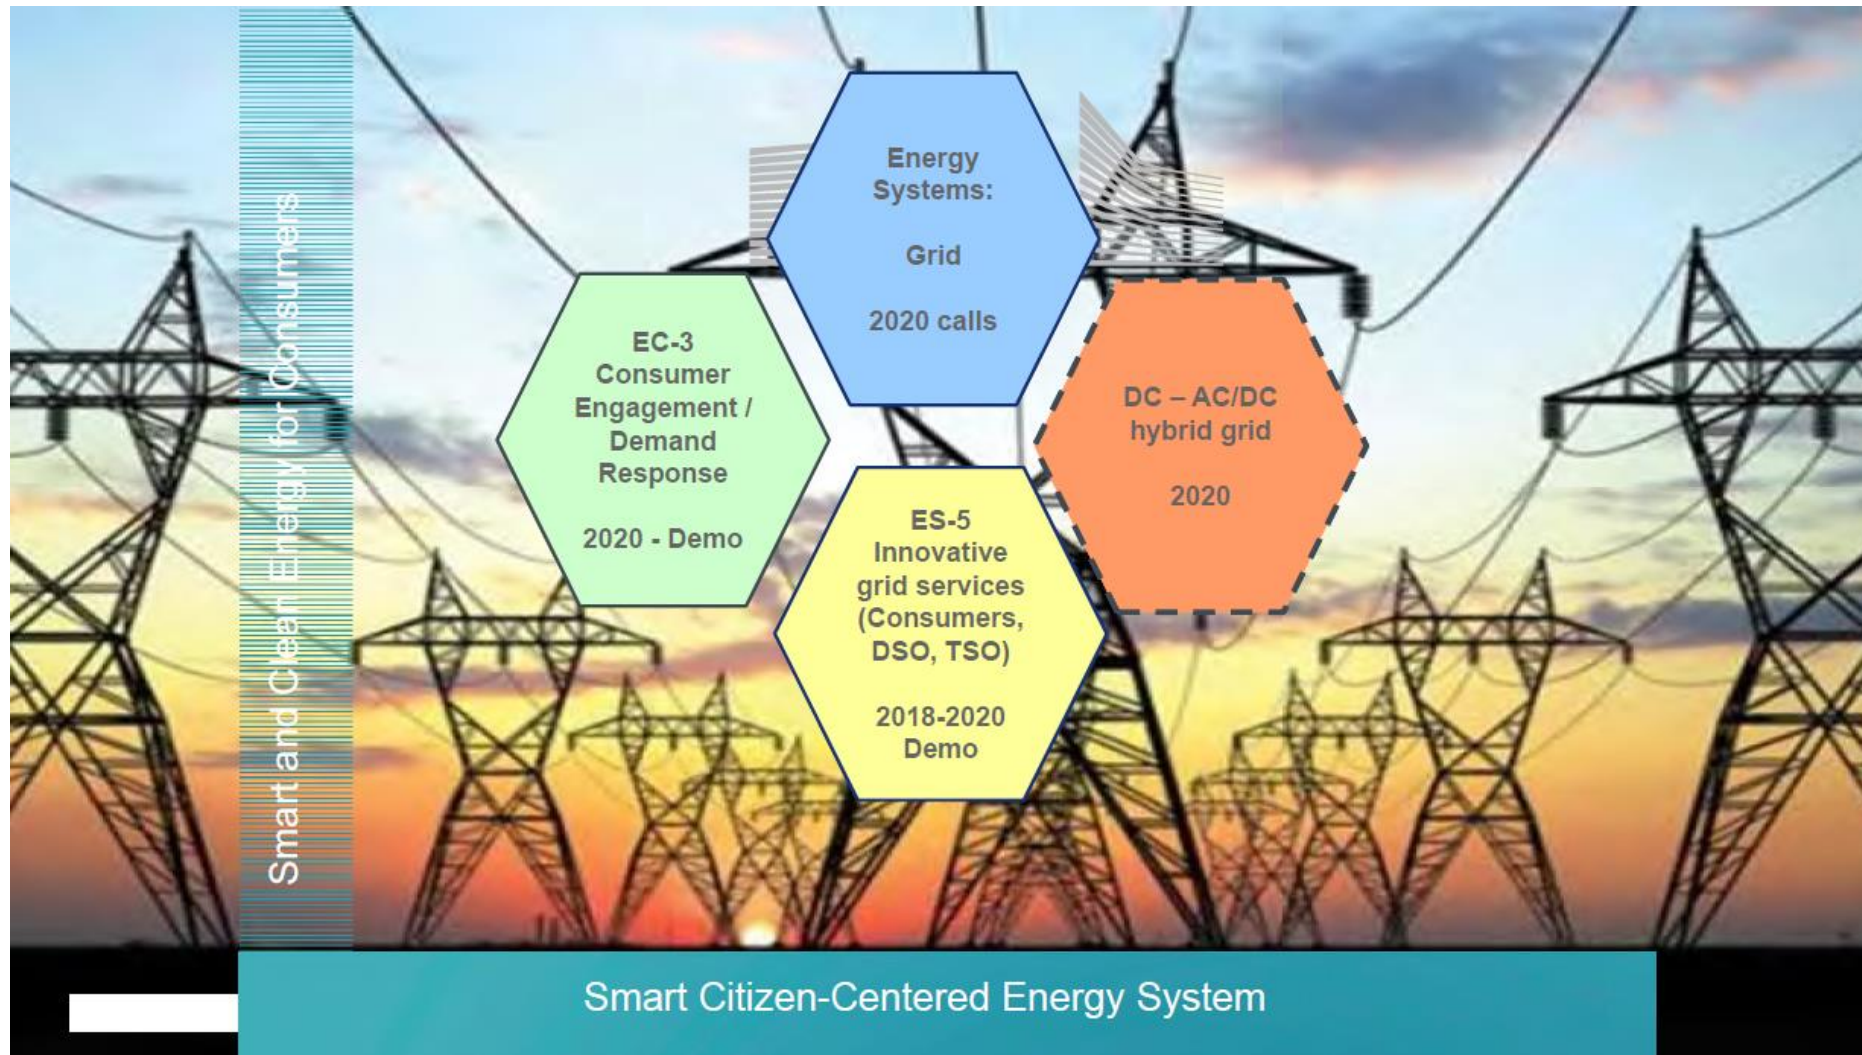 Smart and Clean Energy for Consumers
Energy
Systems:
Grid
2020 calls
EC-3
Consumer
Engagement /
Demand
Response
2020 - Demo
DC – AC/DC
hybrid grid
2020
ES-5
Innovative
grid services
(Consumers,
DSO, TSO)
2018-2020
Demo
Smart Citizen-Centered Energy System